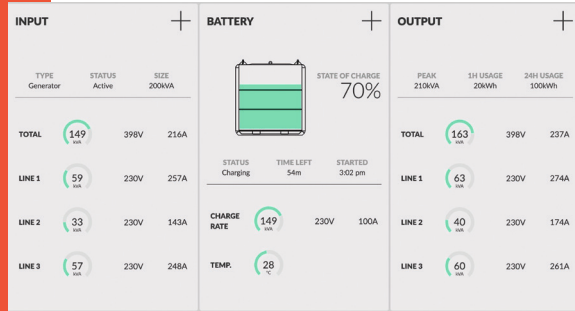 INPUT
TYPE STATUS SIZE
Generator Active 200kVA
TOTAL 149 kVA 398V 216A
LINE 1 59 kVA 230V 257A
LINE 2 33 kVA 230V 143A
LINE 3 57 kVA 230V 248A
BATTERY
STATE OF CHARGE
70%
STATUS TIME LEFT STARTED
Charging 54m 3:02 pm
CHARGE RATE 149 kVA 230V 100A
TEMP. 28 °C
OUTPUT
PEAK 1H USAGE 24H USAGE
210kVA 20kWh 100kWh
TOTAL 163 kVA 398V 237A
LINE 1 63 kVA 230V 274A
LINE 2 40 kVA 230V 174A
LINE 3 60 kVA 230V 261A